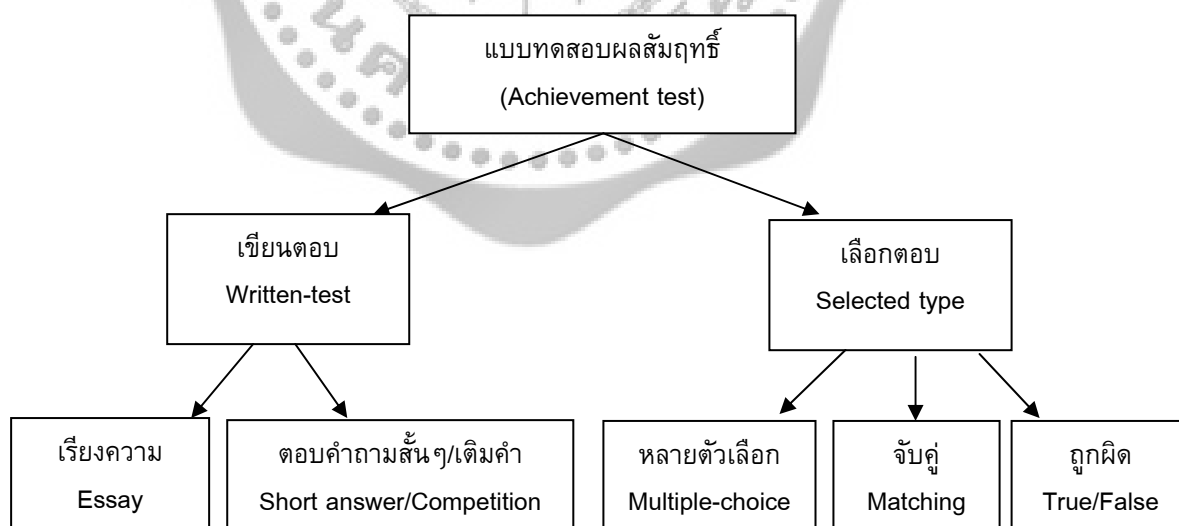 แบบทดสอบผลสัมฤทธิ์
(Achievement test)
เขียนตอบ
Written-test
เลือกตอบ
Selected type
เรียงความ
Essay
ตอบคำถามสั้นๆ/เติมคำ
Short answer/Competition
หลายตัวเลือก
Multiple-choice
จับคู่
Matching
ถูกผิด
True/False